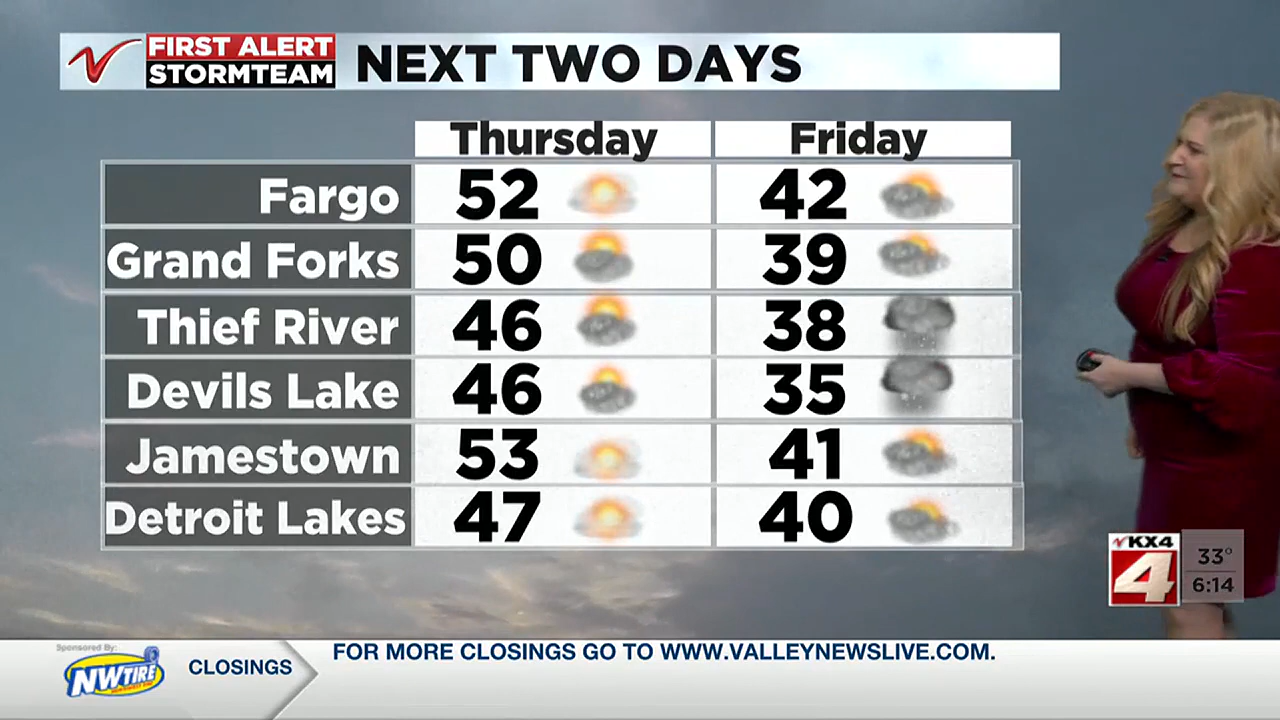 FIRST ALERT
STORMTEAM
NEXT TWO DAYS
Thursday Friday
Fargo 52 42
Grand Forks 50 39
Thief River 46 38
Devils Lake 46 35
Jamestown 53 41
Detroit Lakes 47 40
KX4
4
33°
6:14
Sponsored By:
NWTIRE
CLOSINGS
FOR MORE CLOSINGS GO TO WWW.VALLEYNEWSLIVE.COM.